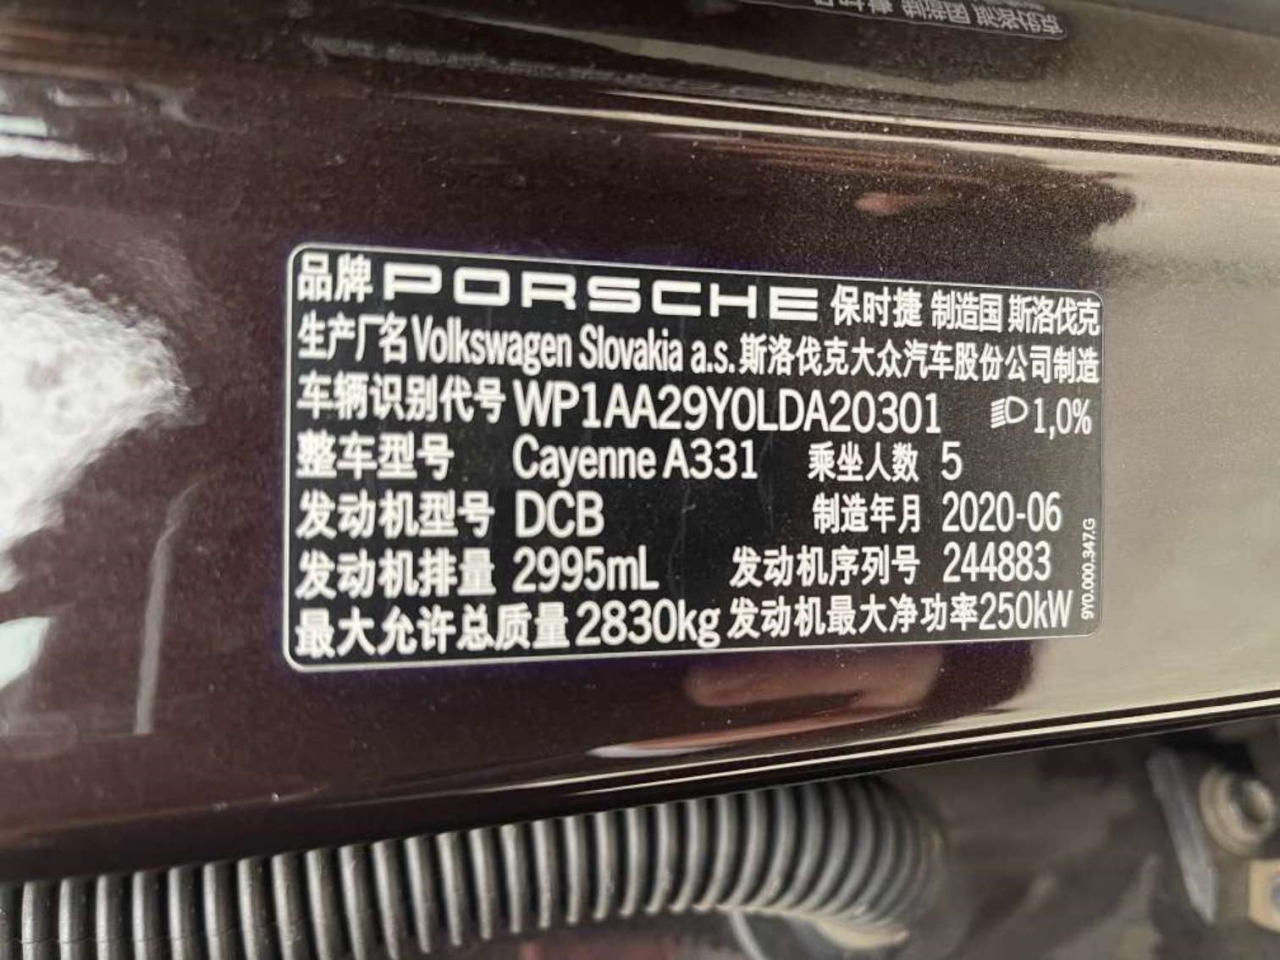 品牌 PORSCHE 保时捷 制造国 斯洛伐克
生产厂名 Volkswagen Slovakia a.s. 斯洛伐克大众汽车股份公司制造
车辆识别代号 WP1AA29Y0LDA20301 1,0%
整车型号 Cayenne A331 乘坐人数 5
发动机型号 DCB 制造年月 2020-06
发动机排量 2995mL 发动机序列号 244883
最大允许总质量 2830kg 发动机最大净功率 250kW
9Y0.000.347.G